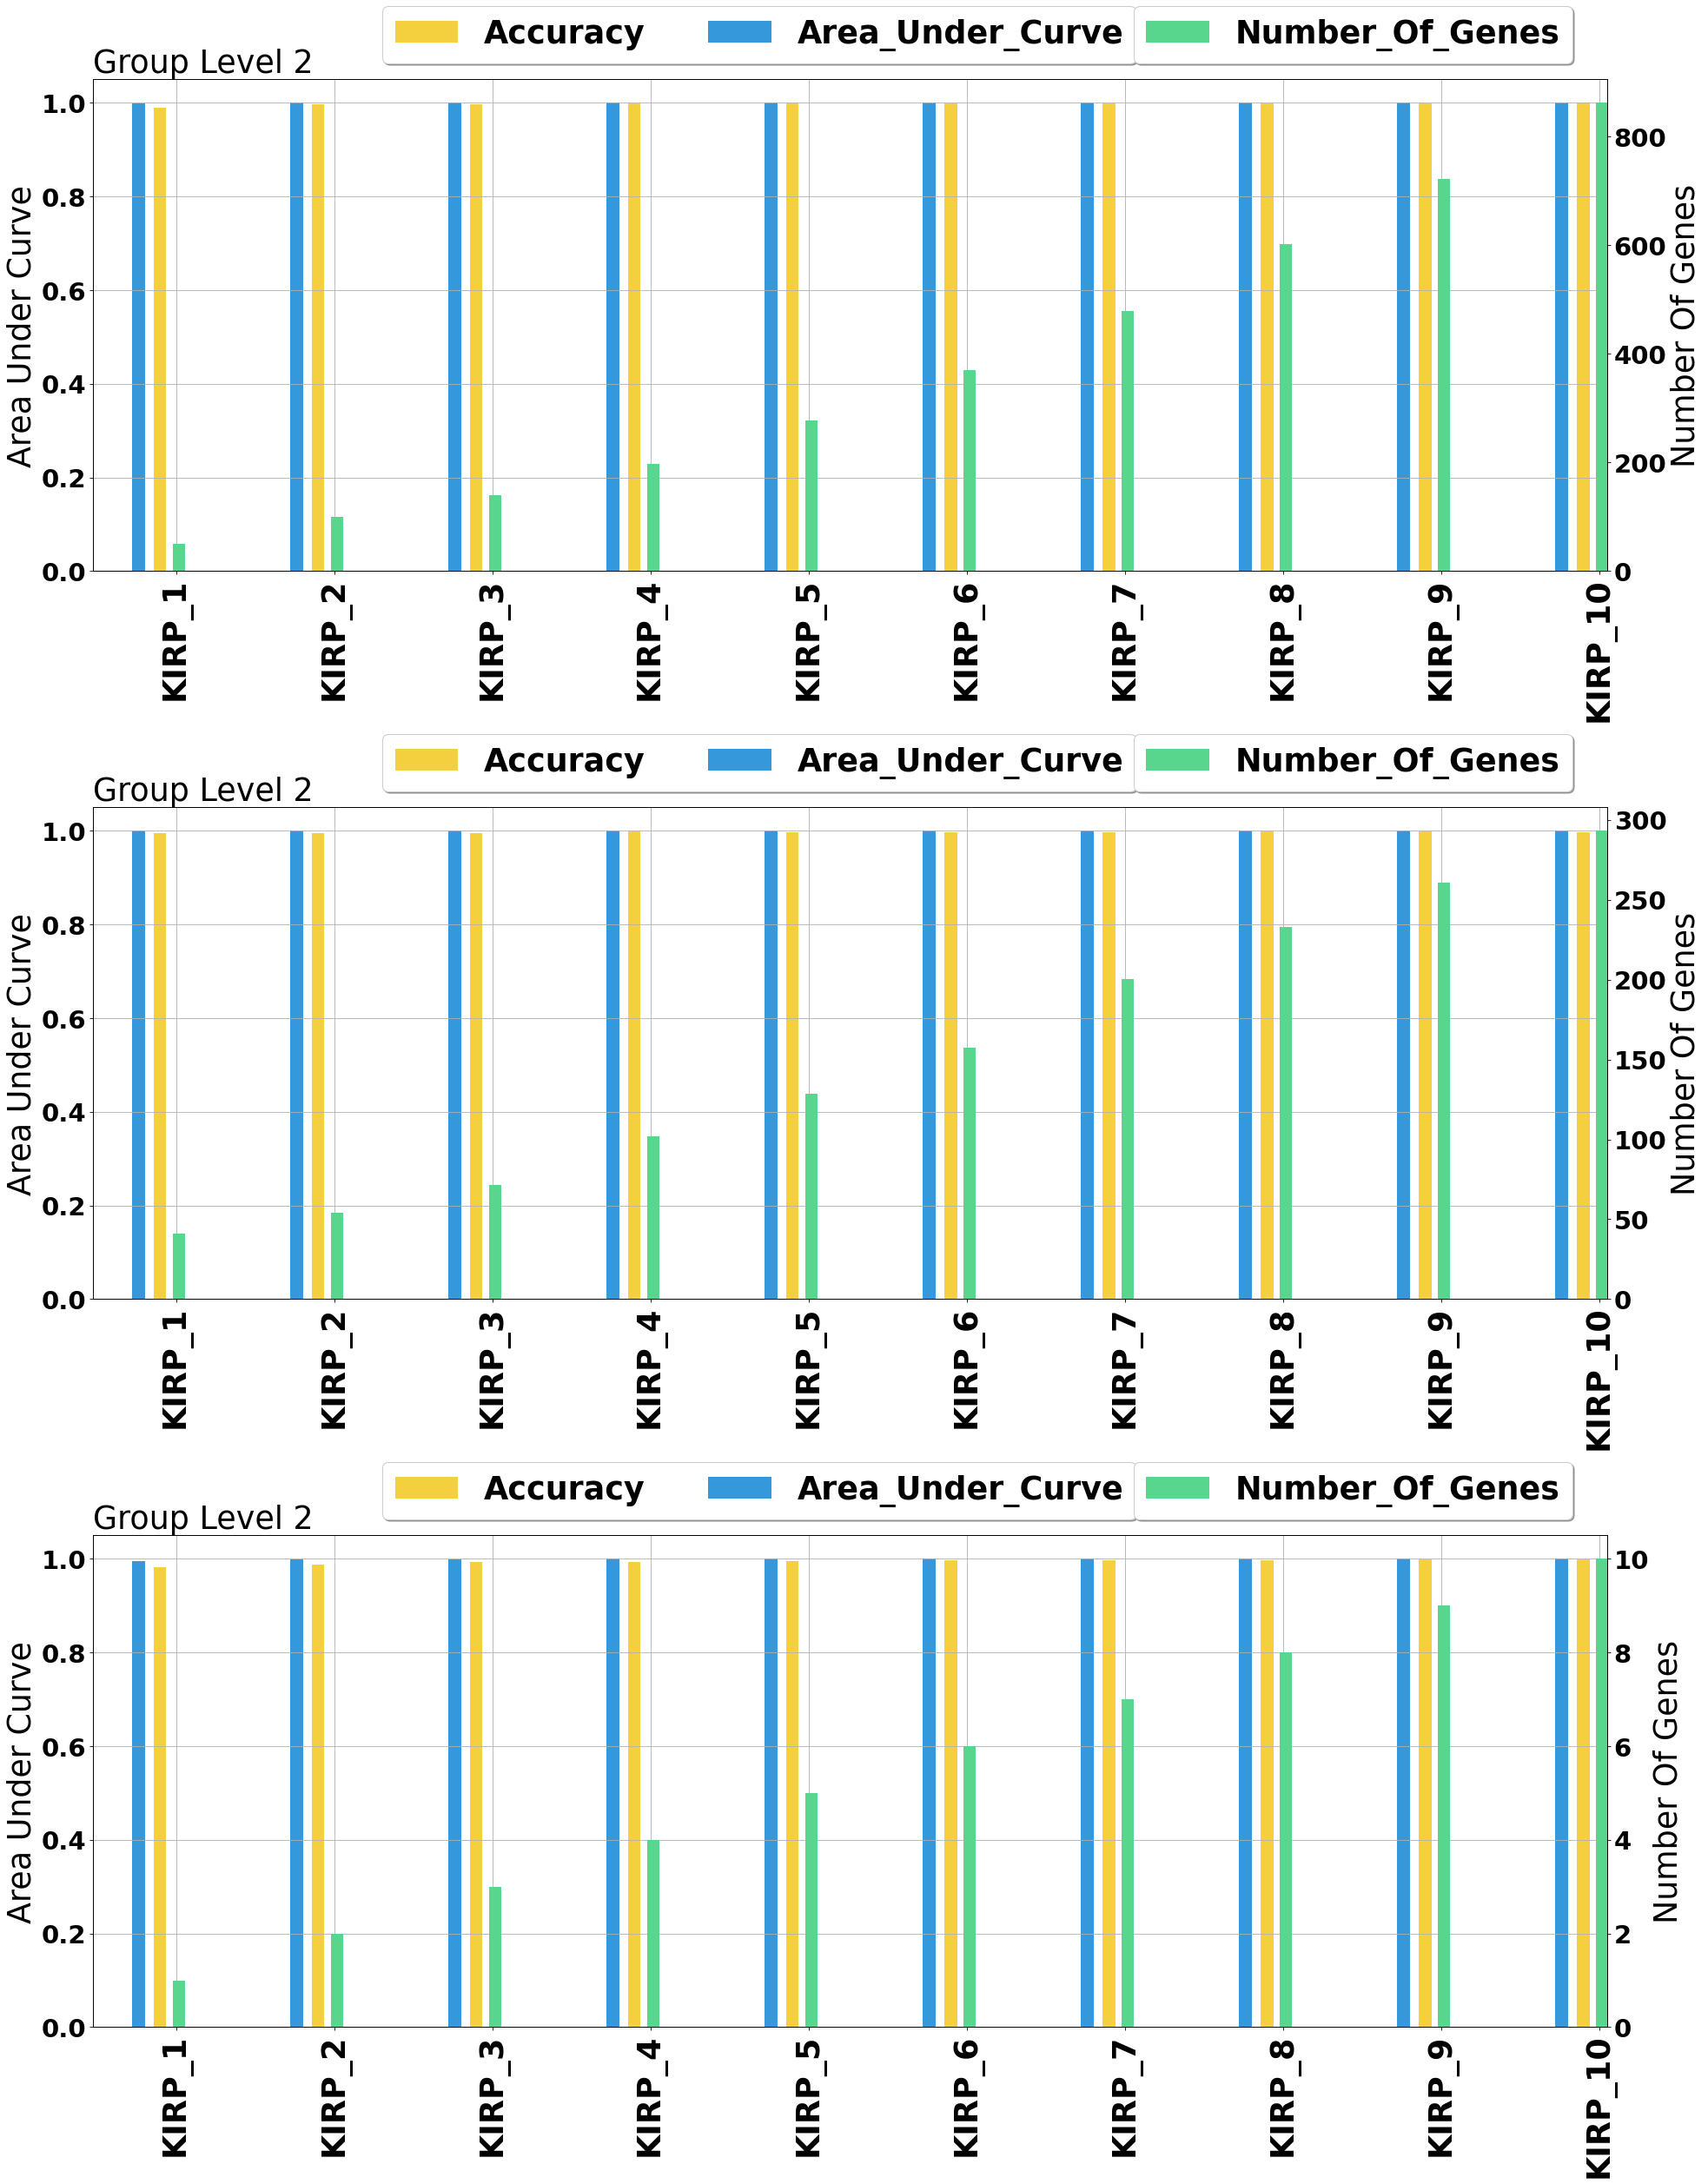 Accuracy Area_Under_Curve Number_Of_Genes
Group Level 2
1.0
0.8
0.6
0.4
0.2
0.0
Area Under Curve
800
600
400
200
0
Number Of Genes
KIRP_1 KIRP_2 KIRP_3 KIRP_4 KIRP_5 KIRP_6 KIRP_7 KIRP_8 KIRP_9 KIRP_10
Accuracy Area_Under_Curve Number_Of_Genes
Group Level 2
1.0
0.8
0.6
0.4
0.2
0.0
Area Under Curve
300
250
200
150
100
50
0
Number Of Genes
KIRP_1 KIRP_2 KIRP_3 KIRP_4 KIRP_5 KIRP_6 KIRP_7 KIRP_8 KIRP_9 KIRP_10
Accuracy Area_Under_Curve Number_Of_Genes
Group Level 2
1.0
0.8
0.6
0.4
0.2
0.0
Area Under Curve
10
8
6
4
2
0
Number Of Genes
KIRP_1 KIRP_2 KIRP_3 KIRP_4 KIRP_5 KIRP_6 KIRP_7 KIRP_8 KIRP_9 KIRP_10